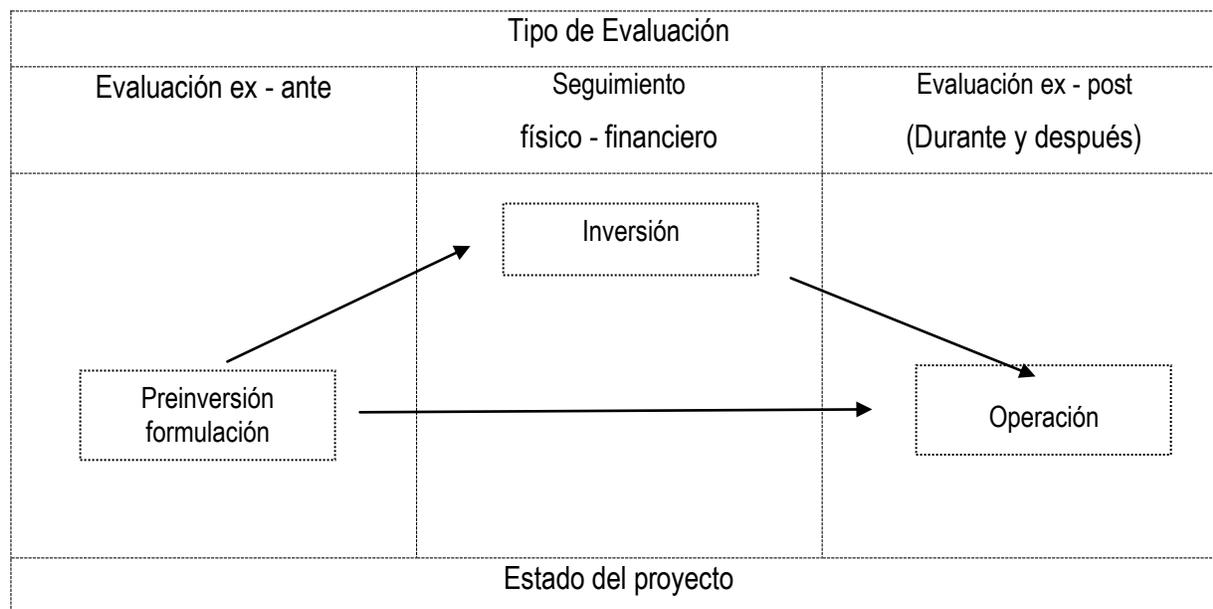 Tipo de Evaluación
Evaluación ex - ante
Seguimiento
físico - financiero
Evaluación ex - post
(Durante y después)
Inversión
Preinversión
formulación
Operación
Estado del proyecto